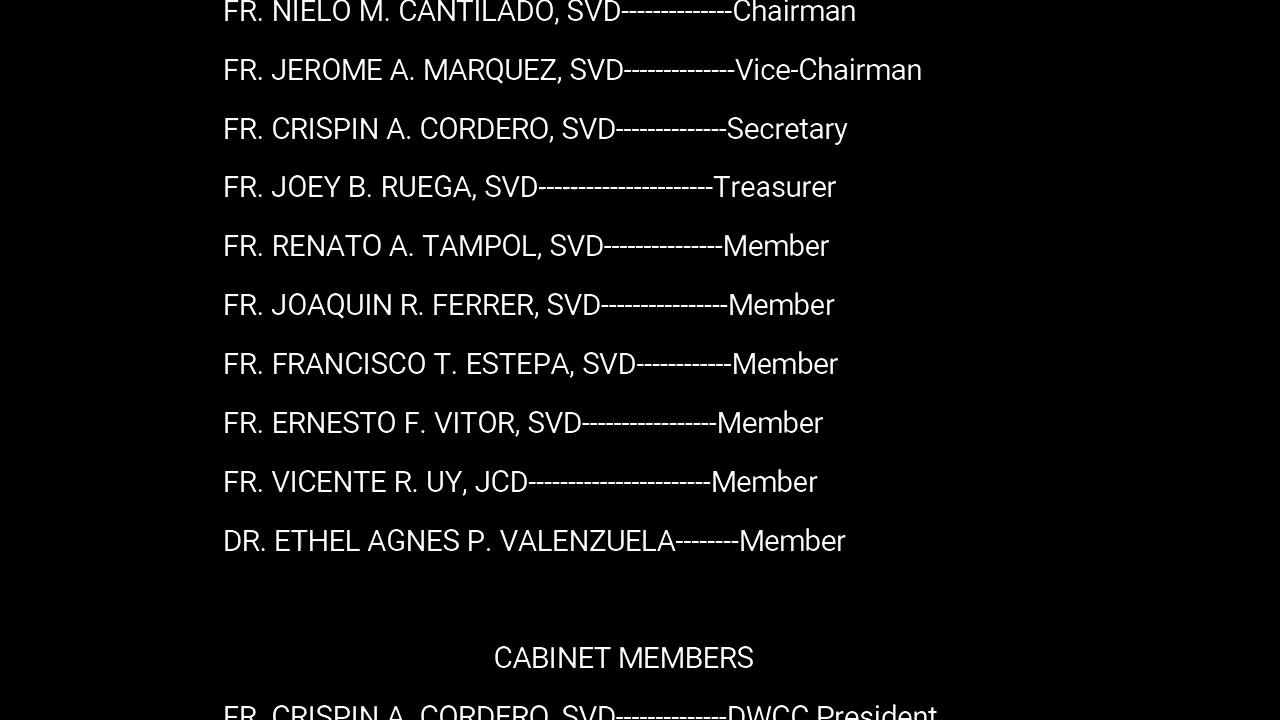 FR. NIELO M. CANTILADO, SVD--------------Chairman
FR. JEROME A. MARQUEZ, SVD--------------Vice-Chairman
FR. CRISPIN A. CORDERO, SVD--------------Secretary
FR. JOEY B. RUEGA, SVD----------------------Treasurer
FR. RENATO A. TAMPOL, SVD---------------Member
FR. JOAQUIN R. FERRER, SVD----------------Member
FR. FRANCISCO T. ESTEPA, SVD------------Member
FR. ERNESTO F. VITOR, SVD-----------------Member
FR. VICENTE R. UY, JCD-----------------------Member
DR. ETHEL AGNES P. VALENZUELA--------Member
CABINET MEMBERS
FR. CRISPIN A. CORDERO, SVD--------------DWCC President